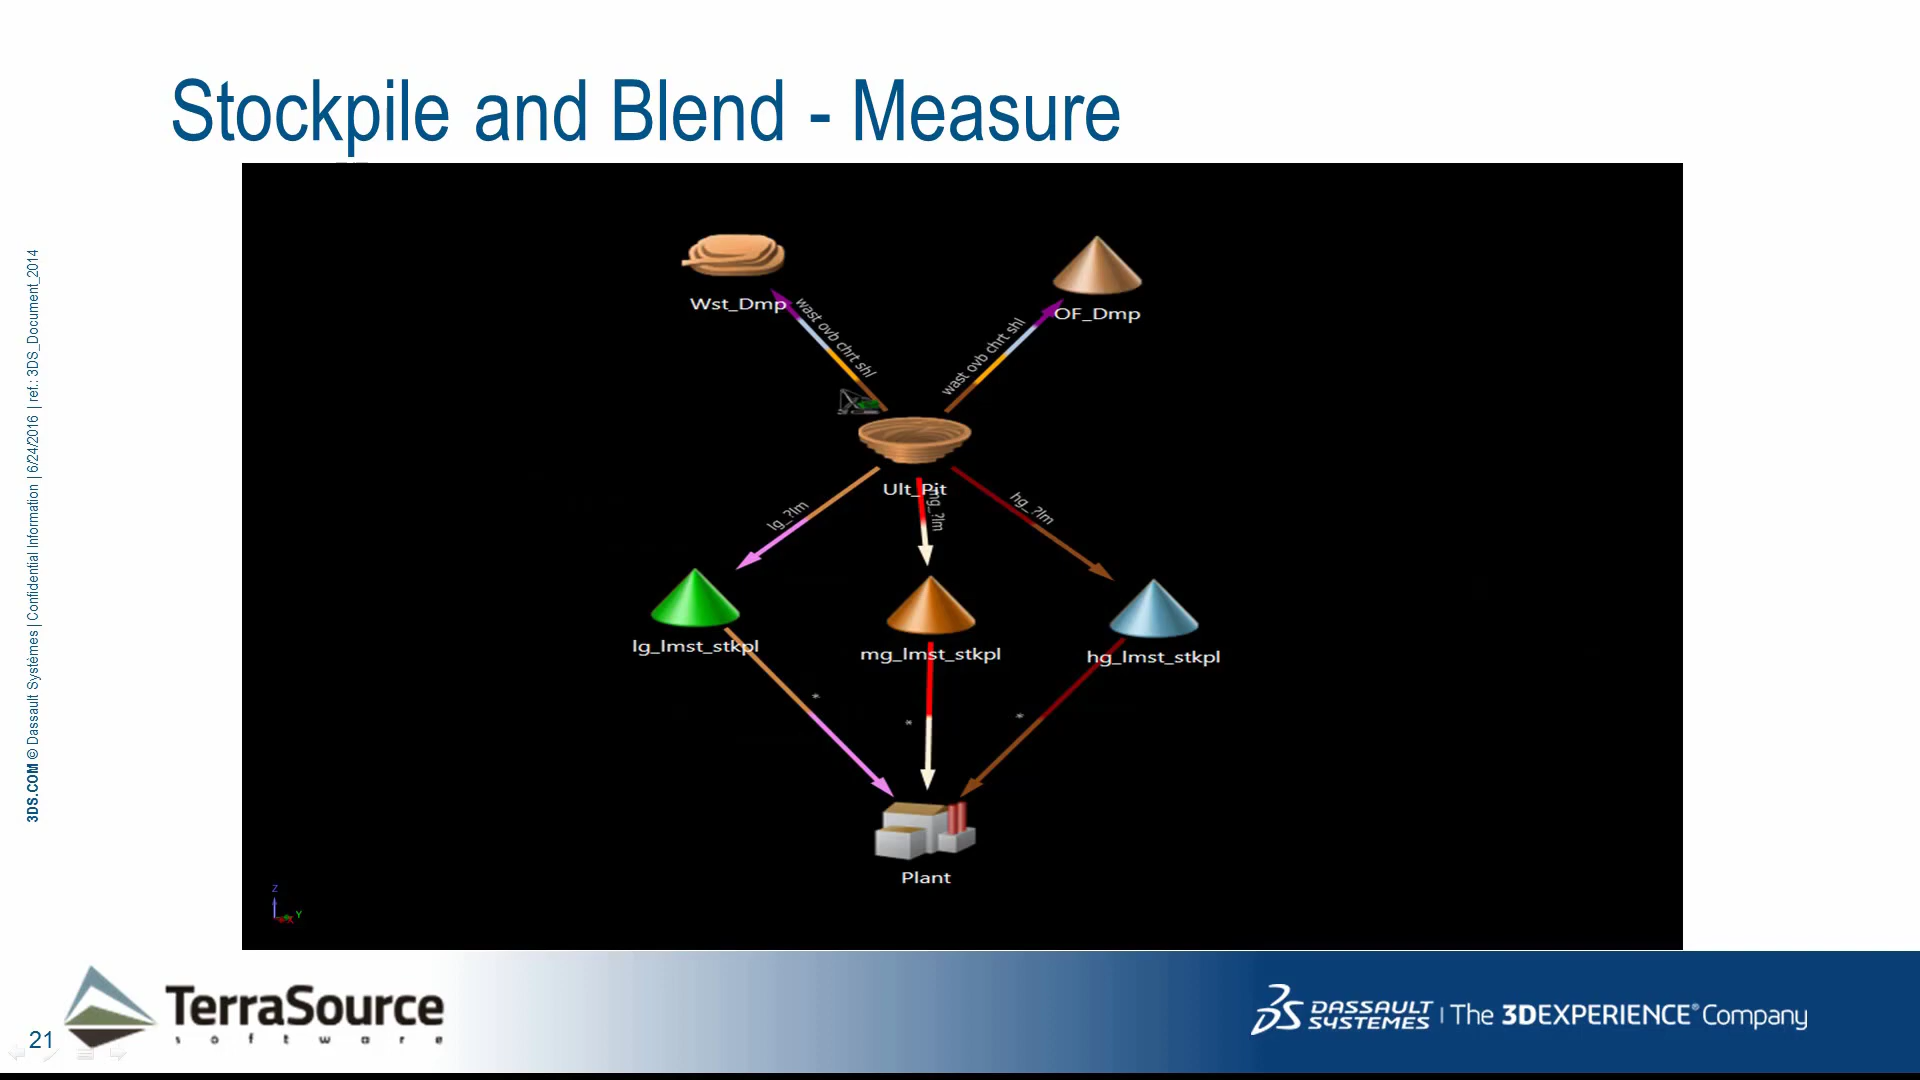 Stockpile and Blend - Measure
Wst_Dmp
OF_Dmp
wast ovb chrt shl
wast ovb chrt shl
Ult_Pit
lg_?lm
mg_?lm
hg_?lm
lg_lmst_stkpl
mg_lmst_stkpl
hg_lmst_stkpl
*
*
*
Plant
Z
X
Y
3DS.COM © Dassault Systèmes | Confidential Information | 6/24/2016 | ref.: 3DS_Document_2014
21
TerraSource
software
DASSAULT
SYSTEMES | The 3DEXPERIENCE® Company